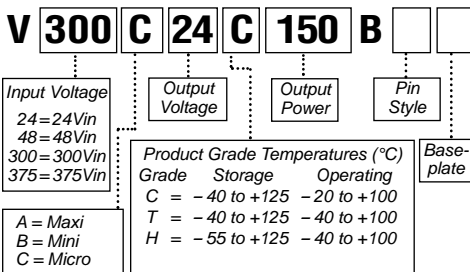 V 300 C 24 C 150 B
Input Voltage
24 = 24Vin
48 = 48Vin
300 = 300Vin
375 = 375Vin
Output
Voltage
Output
Power
Pin
Style
Base-
plate
Product Grade Temperatures (°C)
Grade Storage Operating
C = – 40 to +125 – 20 to +100
T = – 40 to +125 – 40 to +100
H = – 55 to +125 – 40 to +100
A = Maxi
B = Mini
C = Micro